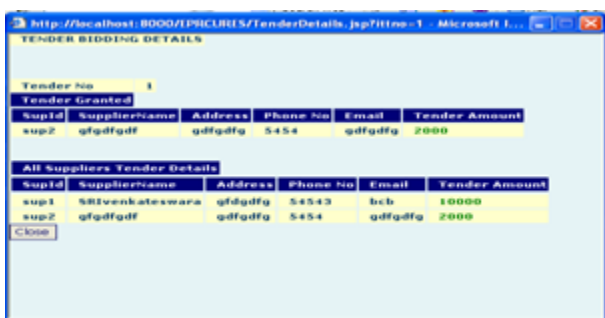 http://localhost:8000/EPRCURES/TenderDetails.jsp?ittno=1 - Microsoft I...
TENDER BIDDING DETAILS
Tender No 1
Tender Granted
SupId SupplierName Address Phone No Email Tender Amount
sup2 gfgdfgdf gdfgdfg 5454 gdfgdfg 2000
All Suppliers Tender Details
SupId SupplierName Address Phone No Email Tender Amount
sup1 SRIvenkateswara gfdgdfg 54543 bcb 10000
sup2 gfgdfgdf gdfgdfg 5454 gdfgdfg 2000
Close